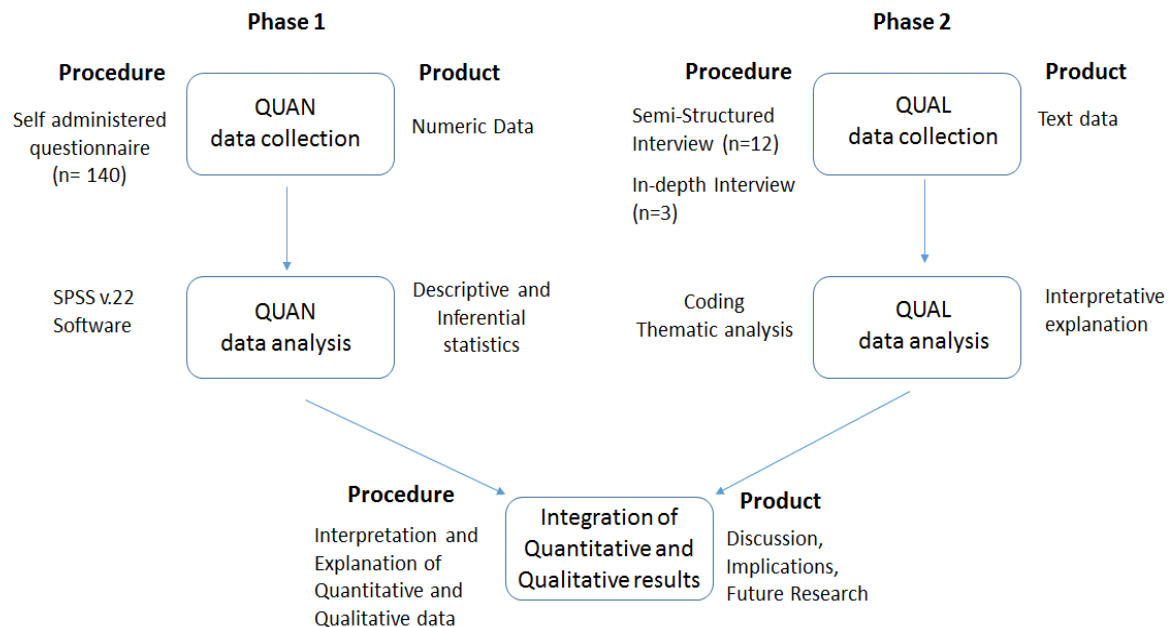 Phase 1
Procedure
Product
QUAN
data collection
Self administered
questionnaire
(n= 140)
Numeric Data
SPSS v.22
Software
QUAN
data analysis
Descriptive and
Inferential
statistics
Phase 2
Procedure
Product
Semi-Structured
Interview (n=12)
In-depth Interview
(n=3)
QUAL
data collection
Text data
Coding
Thematic analysis
QUAL
data analysis
Interpretative
explanation
Procedure
Interpretation and
Explanation of
Quantitative and
Qualitative data
Integration of
Quantitative and
Qualitative results
Product
Discussion,
Implications,
Future Research